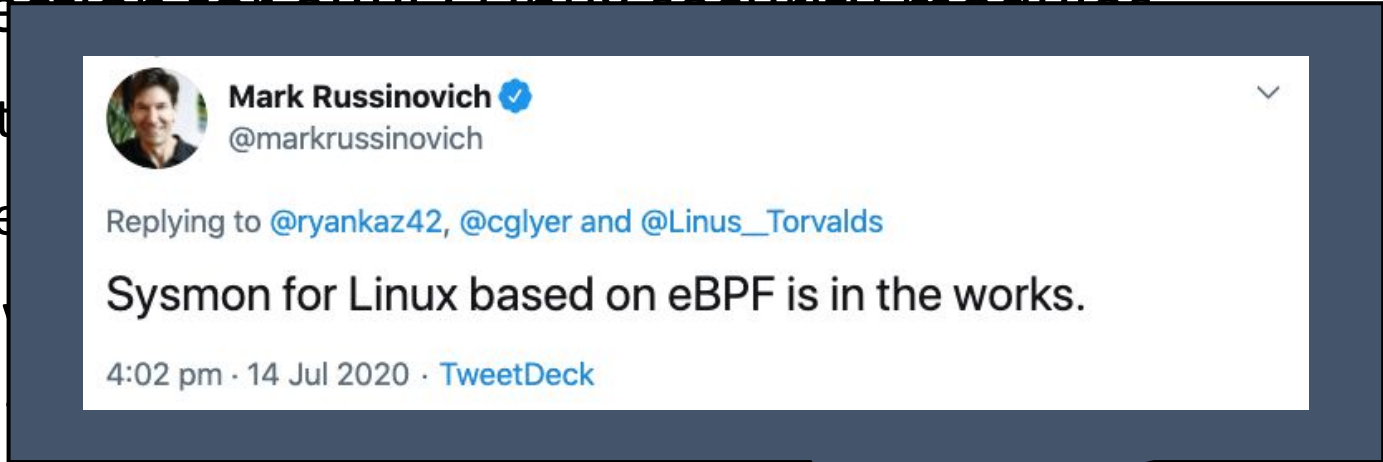 Mark Russinovich
@markrussinovich
Replying to @ryankaz42, @cglyer and @Linus__Torvalds
Sysmon for Linux based on eBPF is in the works.
4:02 pm · 14 Jul 2020 · TweetDeck